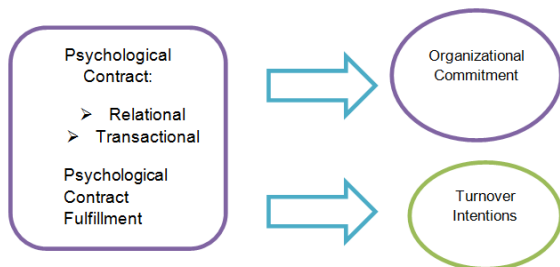 Psychological
Contract:
➢ Relational
➢ Transactional
Psychological
Contract
Fulfillment
Organizational
Commitment
Turnover
Intentions